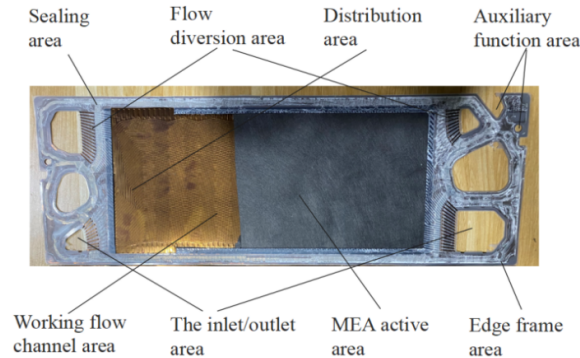 Sealing
area
Flow
diversion area
Distribution
area
Auxiliary
function area
Working flow
channel area
The inlet/outlet
area
MEA active
area
Edge frame
area